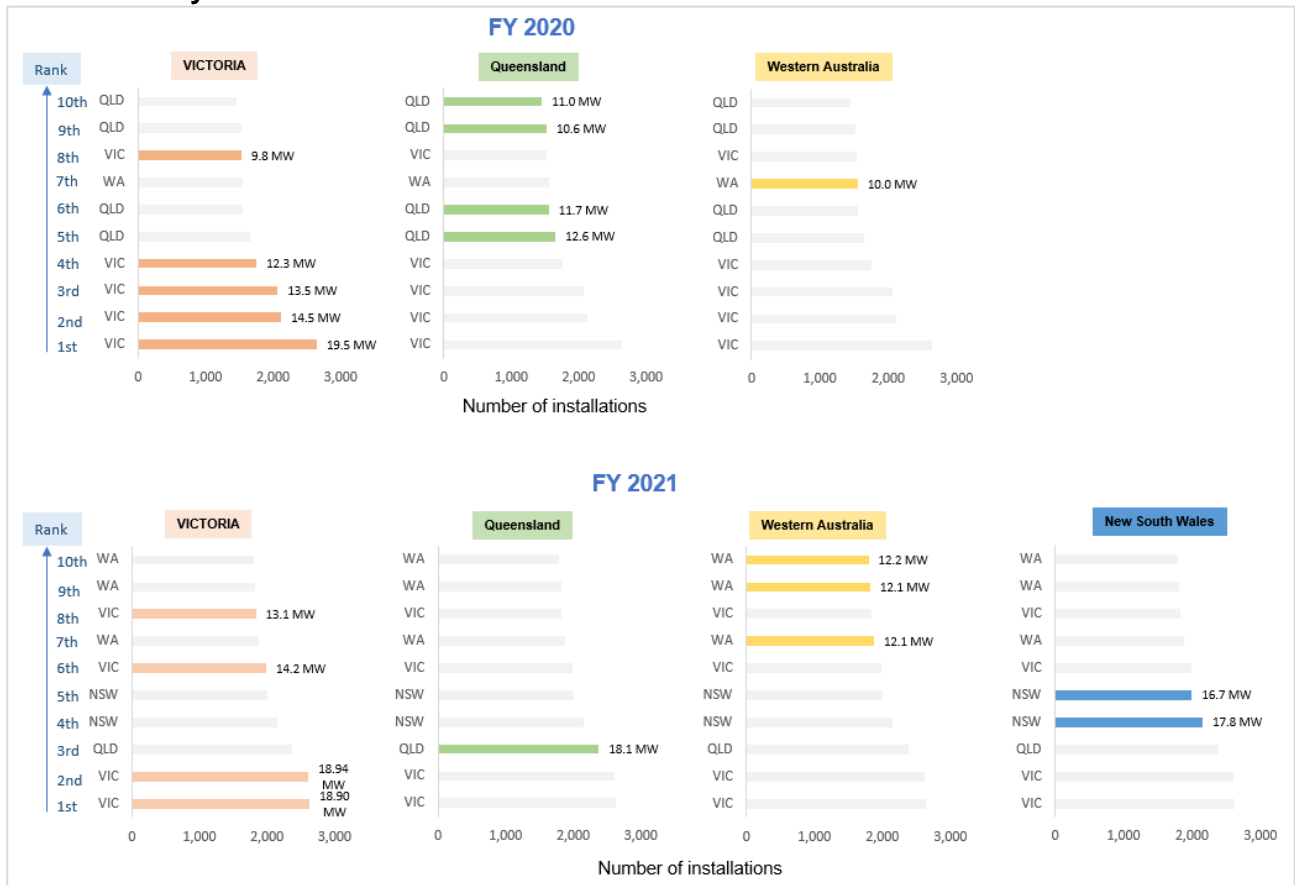 FY 2020
Rank VICTORIA Queensland Western Australia
10th QLD QLD 11.0 MW QLD
9th QLD QLD 10.6 MW QLD
8th VIC 9.8 MW VIC VIC
7th WA WA WA 10.0 MW
6th QLD QLD 11.7 MW QLD
5th QLD QLD 12.6 MW QLD
4th VIC 12.3 MW VIC VIC
3rd VIC 13.5 MW VIC VIC
2nd VIC 14.5 MW VIC VIC
1st VIC 19.5 MW VIC VIC
0 1,000 2,000 3,000 0 1,000 2,000 3,000 0 1,000 2,000 3,000
Number of installations
FY 2021
Rank VICTORIA Queensland Western Australia New South Wales
10th WA WA WA 12.2 MW WA
9th WA WA WA 12.1 MW WA
8th VIC 13.1 MW VIC VIC VIC
7th WA WA WA 12.1 MW WA
6th VIC 14.2 MW VIC VIC VIC
5th NSW NSW NSW NSW 16.7 MW
4th NSW NSW NSW NSW 17.8 MW
3rd QLD QLD 18.1 MW QLD QLD
2nd VIC 18.94 MW VIC VIC VIC
1st VIC 18.90 MW VIC VIC VIC
0 1,000 2,000 3,000 0 1,000 2,000 3,000 0 1,000 2,000 3,000 0 1,000 2,000 3,000
Number of installations